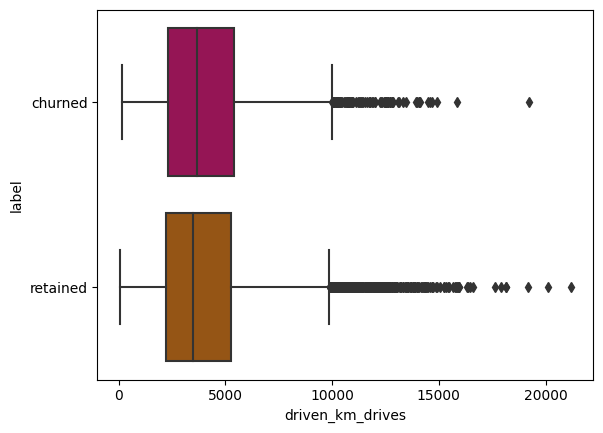 churned
retained
label
0 5000 10000 15000 20000
driven_km_drives